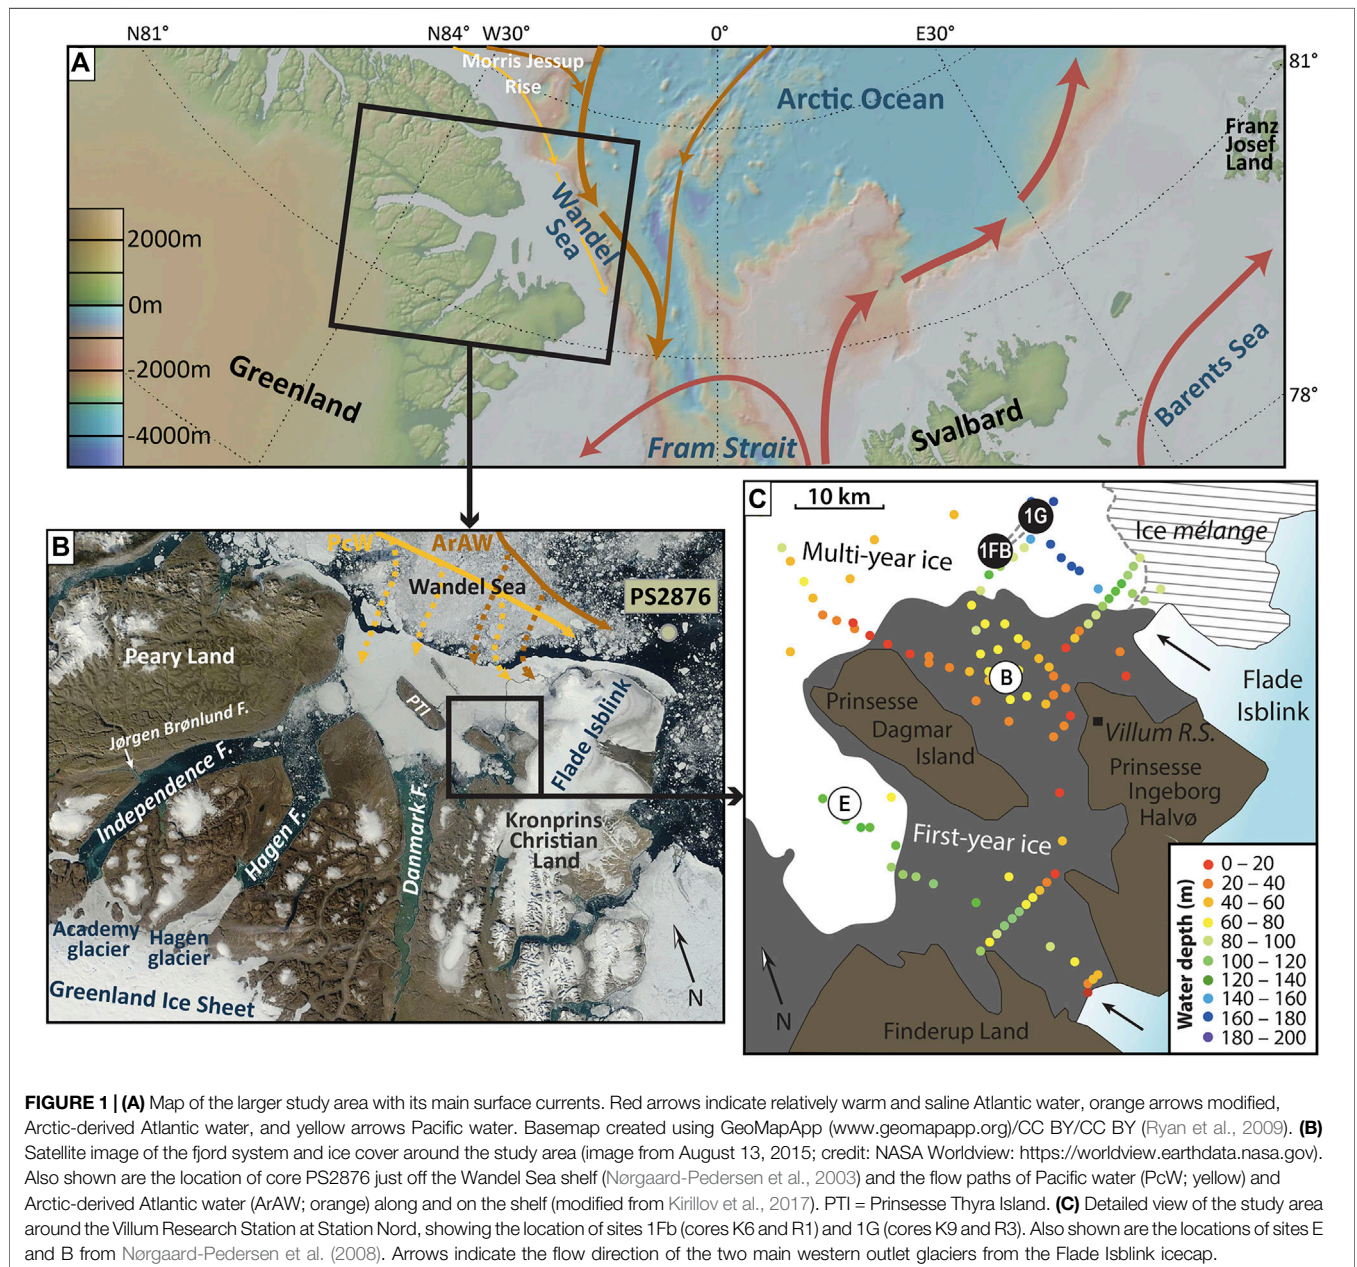 N81° N84° W30° 0° E30°
A
Morris Jessup
Rise
Arctic Ocean
81°
Franz
Josef
Land
Wandel
Sea
2000m
0m
-2000m
-4000m
Greenland
Fram Strait
Svalbard
Barents Sea
78°
B
PcW
ArAW
Wandel Sea
PS2876
Peary Land
PTI
Jørgen Brønlund F.
Independence F.
Hagen F.
Danmark F.
Flade Isblink
Kronprins
Christian
Land
Academy
glacier
Hagen
glacier
Greenland Ice Sheet
N
C
10 km
1G
1FB
Multi-year ice
Ice mélange
Flade
Isblink
B
Prinsesse
Dagmar
Island
Villum R.S.
Prinsesse
Ingeborg
Halvø
E
First-year ice
Finderup Land
N
Water depth (m)
0 – 20
20 – 40
40 – 60
60 – 80
80 – 100
100 – 120
120 – 140
140 – 160
160 – 180
180 – 200
FIGURE 1 | (A) Map of the larger study area with its main surface currents. Red arrows indicate relatively warm and saline Atlantic water, orange arrows modified,
Arctic-derived Atlantic water, and yellow arrows Pacific water. Basemap created using GeoMapApp (www.geomapapp.org)/CC BY/CC BY (Ryan et al., 2009). (B)
Satellite image of the fjord system and ice cover around the study area (image from August 13, 2015; credit: NASA Worldview: https://worldview.earthdata.nasa.gov).
Also shown are the location of core PS2876 just off the Wandel Sea shelf (Nørgaard-Pedersen et al., 2003) and the flow paths of Pacific water (PcW; yellow) and
Arctic-derived Atlantic water (ArAW; orange) along and on the shelf (modified from Kirillov et al., 2017). PTI = Prinsesse Thyra Island. (C) Detailed view of the study area
around the Villum Research Station at Station Nord, showing the location of sites 1Fb (cores K6 and R1) and 1G (cores K9 and R3). Also shown are the locations of sites E
and B from Nørgaard-Pedersen et al. (2008). Arrows indicate the flow direction of the two main western outlet glaciers from the Flade Isblink icecap.